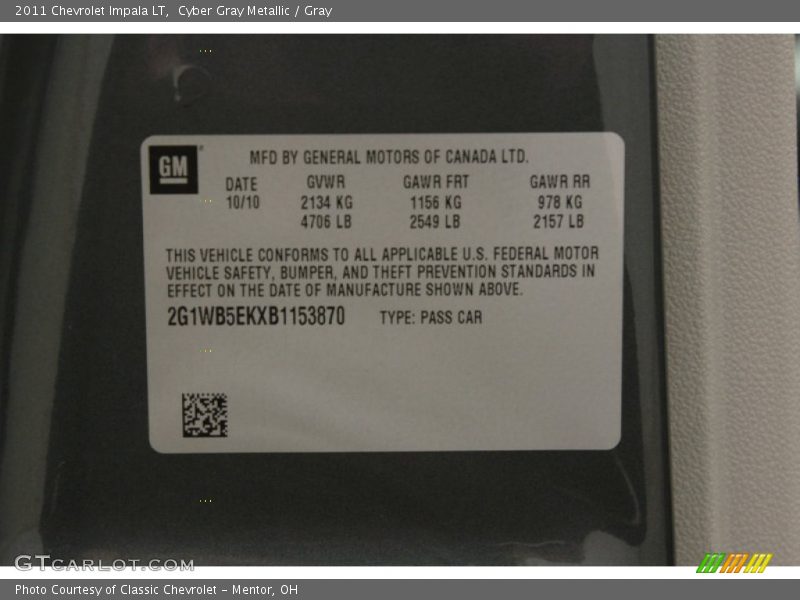 2011 Chevrolet Impala LT, Cyber Gray Metallic / Gray
GM
MFD BY GENERAL MOTORS OF CANADA LTD.
DATE GVWR GAWR FRT GAWR RR
10/10 2134 KG 1156 KG 978 KG
4706 LB 2549 LB 2157 LB
THIS VEHICLE CONFORMS TO ALL APPLICABLE U.S. FEDERAL MOTOR
VEHICLE SAFETY, BUMPER, AND THEFT PREVENTION STANDARDS IN
EFFECT ON THE DATE OF MANUFACTURE SHOWN ABOVE.
2G1WB5EKXB1153870 TYPE: PASS CAR
GTCARLOT.COM
Photo Courtesy of Classic Chevrolet - Mentor, OH